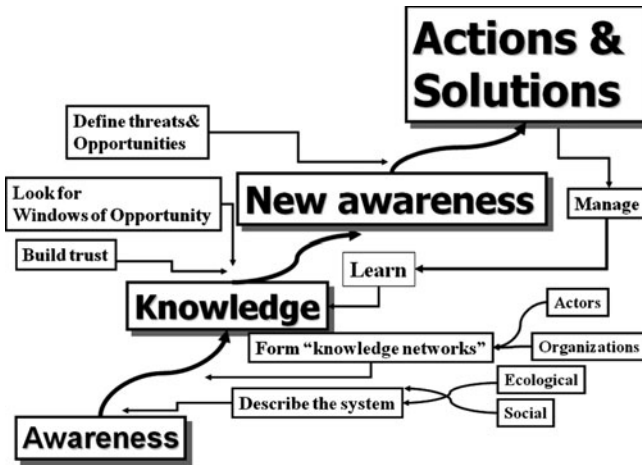 Actions &
Solutions
Define threats&
Opportunities
New awareness
Look for
Windows of Opportunity
Manage
Build trust
Learn
Knowledge
Actors
Form “knowledge networks”
Organizations
Ecological
Describe the system
Social
Awareness